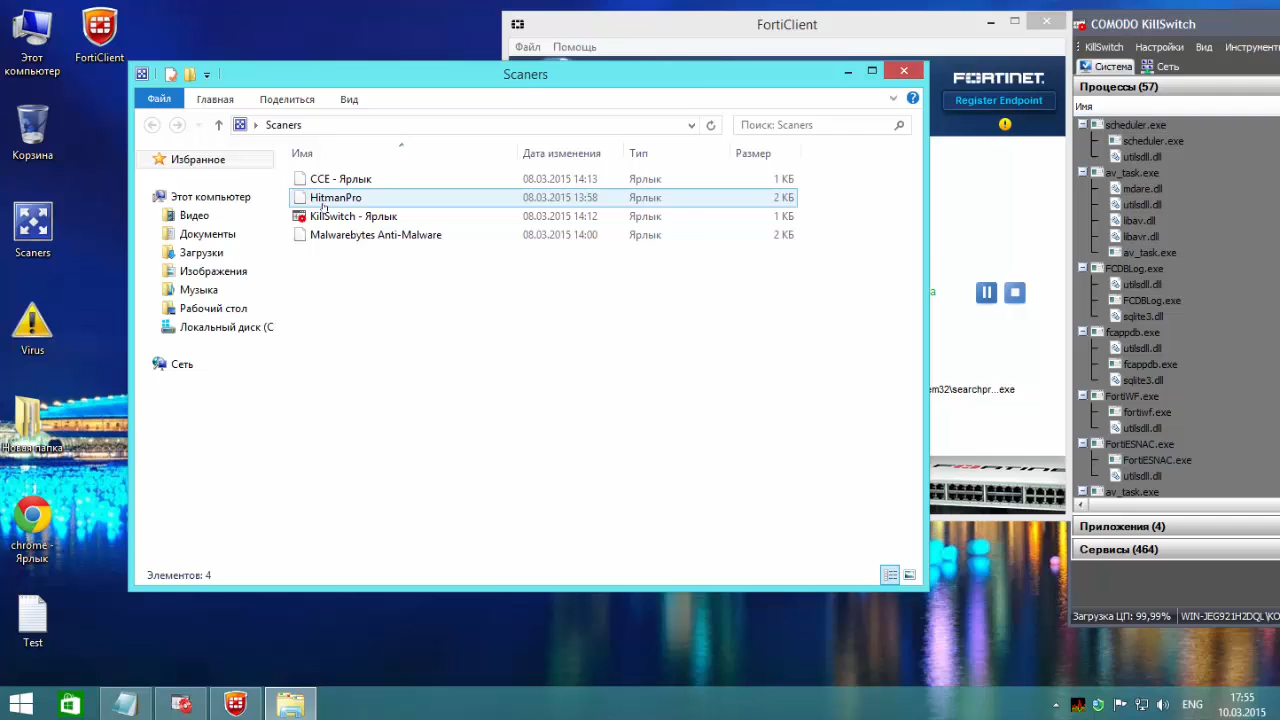 Этот
компьютер
FortiClient
Корзина
Scaners
Virus
Новая папка
chrome -
Ярлык
Test
FortiClient
Файл Помощь
FORTINET
Register Endpoint
em32\searchpr...exe
Scaners
Файл Главная Поделиться Вид
Scaners
Поиск: Scaners
Имя Дата изменения Тип Размер
CCE - Ярлык 08.03.2015 14:13 Ярлык 1 КБ
HitmanPro 08.03.2015 13:58 Ярлык 2 КБ
KillSwitch - Ярлык 08.03.2015 14:12 Ярлык 1 КБ
Malwarebytes Anti-Malware 08.03.2015 14:00 Ярлык 2 КБ
Избранное
Этот компьютер
Видео
Документы
Загрузки
Изображения
Музыка
Рабочий стол
Локальный диск (C
Сеть
Элементов: 4
COMODO KillSwitch
KillSwitch Настройки Вид Инструмент
Система Сеть
Процессы (57)
Имя
scheduler.exe
scheduler.exe
utilsdll.dll
av_task.exe
mdare.dll
utilsdll.dll
libav.dll
libavr.dll
av_task.exe
FCDBLog.exe
utilsdll.dll
FCDBLog.exe
sqlite3.dll
fcappdb.exe
utilsdll.dll
fcappdb.exe
sqlite3.dll
FortiWF.exe
fortiwf.exe
utilsdll.dll
FortiESNAC.exe
FortiESNAC.exe
utilsdll.dll
av_task.exe
Приложения (4)
Сервисы (464)
Загрузка ЦП: 99,99% WIN-JEG921H2DQL\KO
ENG
17:55
10.03.2015